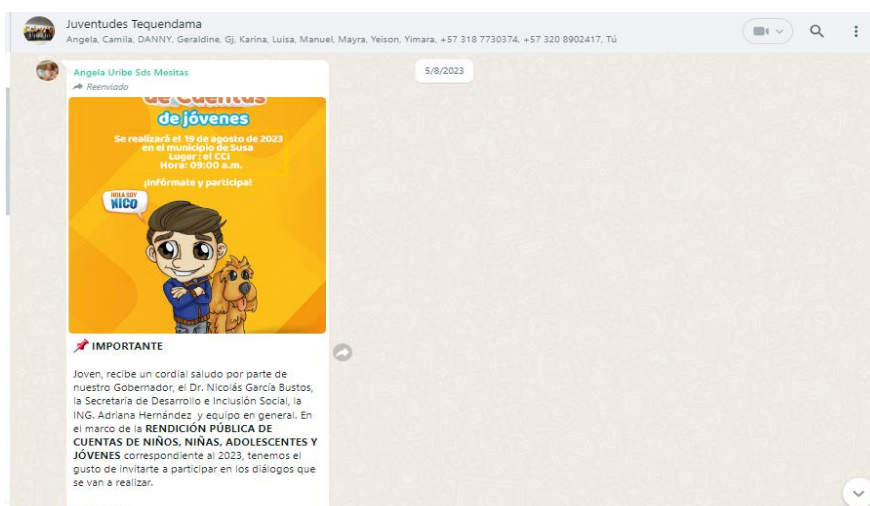 Juventudes Tequendama
Angela, Camila, DANNY, Geraldine, Gj, Karina, Luisa, Manuel, Mayra, Yeison, Yimara, +57 318 7730374, +57 320 8902417, Tú
5/8/2023
Angela Uribe Sds Mesitas
Reenviado
de Cuentas
de jóvenes
Se realizará el 19 de agosto de 2023
en el municipio de Susa
Lugar: el CCI
Hora: 09:00 a.m.
¡Infórmate y participa!
HOLA SOY
NICO
IMPORTANTE
Joven, recibe un cordial saludo por parte de
nuestro Gobernador, el Dr. Nicolás García Bustos,
la Secretaria de Desarrollo e Inclusión Social, la
ING. Adriana Hernández y equipo en general. En
el marco de la RENDICIÓN PÚBLICA DE
CUENTAS DE NIÑOS, NIÑAS, ADOLESCENTES Y
JÓVENES correspondiente al 2023, tenemos el
gusto de invitarte a participar en los diálogos que
se van a realizar.